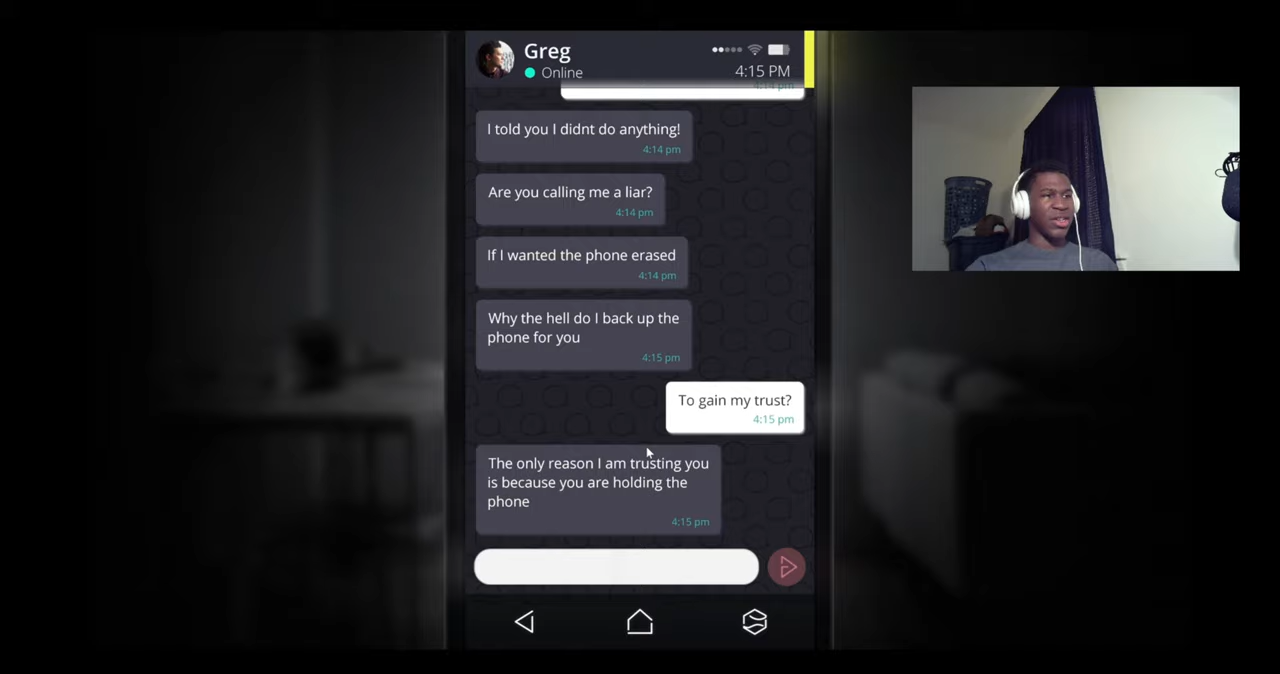 Greg
Online
4:15 PM
4:14 pm
I told you I didnt do anything!
4:14 pm
Are you calling me a liar?
4:14 pm
If I wanted the phone erased
4:14 pm
Why the hell do I back up the
phone for you
4:15 pm
To gain my trust?
4:15 pm
The only reason I am trusting you
is because you are holding the
phone
4:15 pm